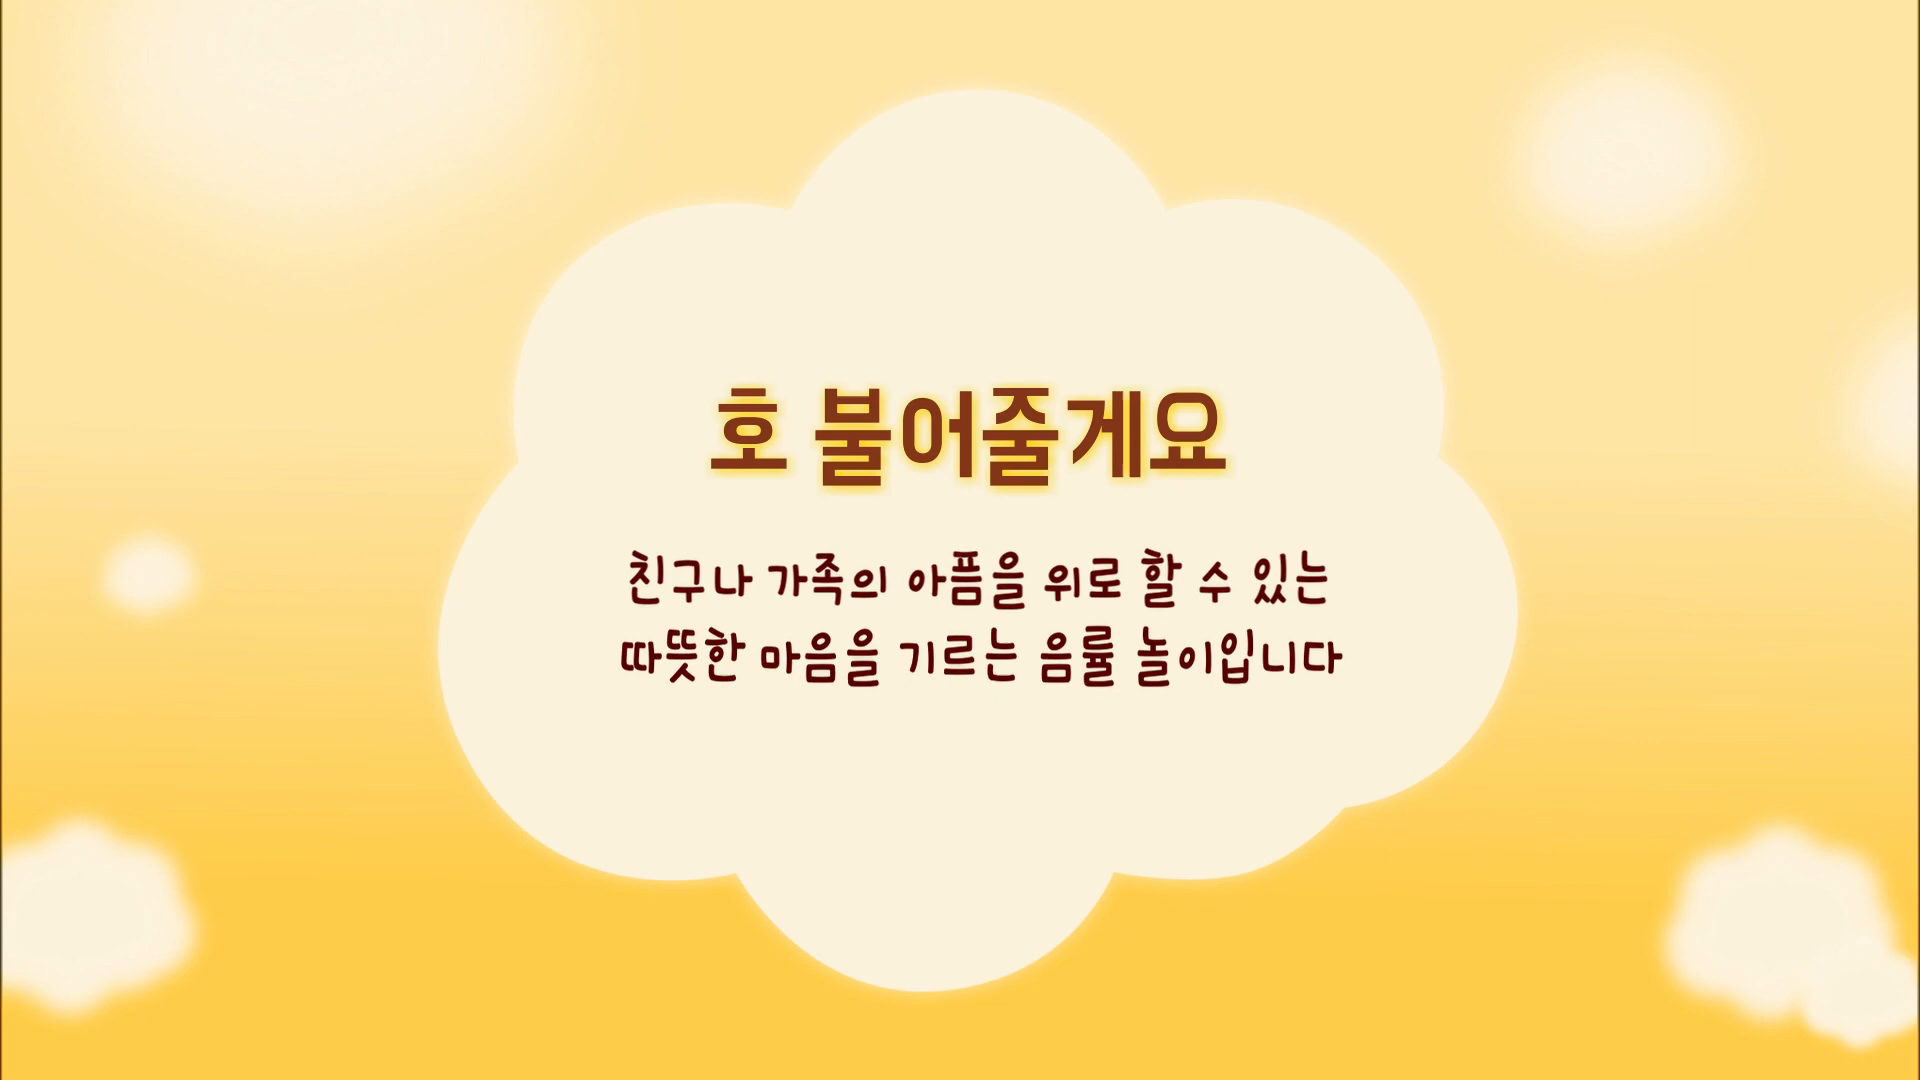 호 불어줄게요
친구나 가족의 아픔을 위로 할 수 있는
따뜻한 마음을 기르는 음률 놀이입니다